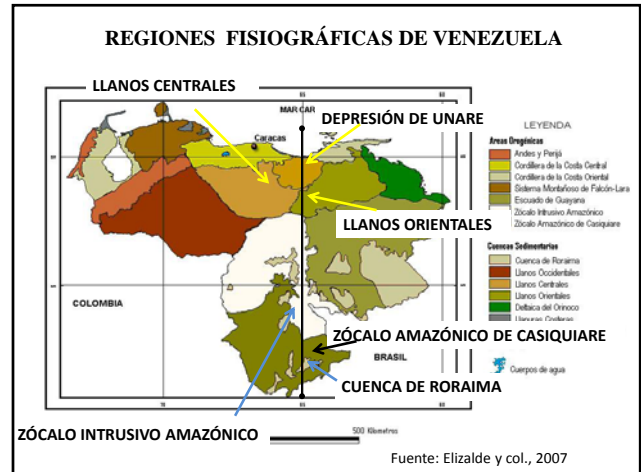 REGIONES FISIOGRÁFICAS DE VENEZUELA
LLANOS CENTRALES
MAR CAR
DEPRESIÓN DE UNARE
Caracas
LLANOS ORIENTALES
COLOMBIA
ZÓCALO AMAZÓNICO DE CASIQUIARE
BRASIL
CUENCA DE RORAIMA
ZÓCALO INTRUSIVO AMAZÓNICO
500 Kilometros
LEYENDA
Areas Orogénicas
Andes y Perijá
Cordillera de la Costa Central
Cordillera de la Costa Oriental
Sistema Montañoso de Falcón-Lara
Escudo de Guayana
Zócalo Intrusivo Amazónico
Zócalo Amazónico de Casiquiare
Cuencas Sedimentarias
Cuenca de Roraima
Llanos Occidentales
Llanos Centrales
Llanos Orientales
Deltaica del Orinoco
Llanuras Costeras
Cuerpos de agua
Fuente: Elizalde y col., 2007